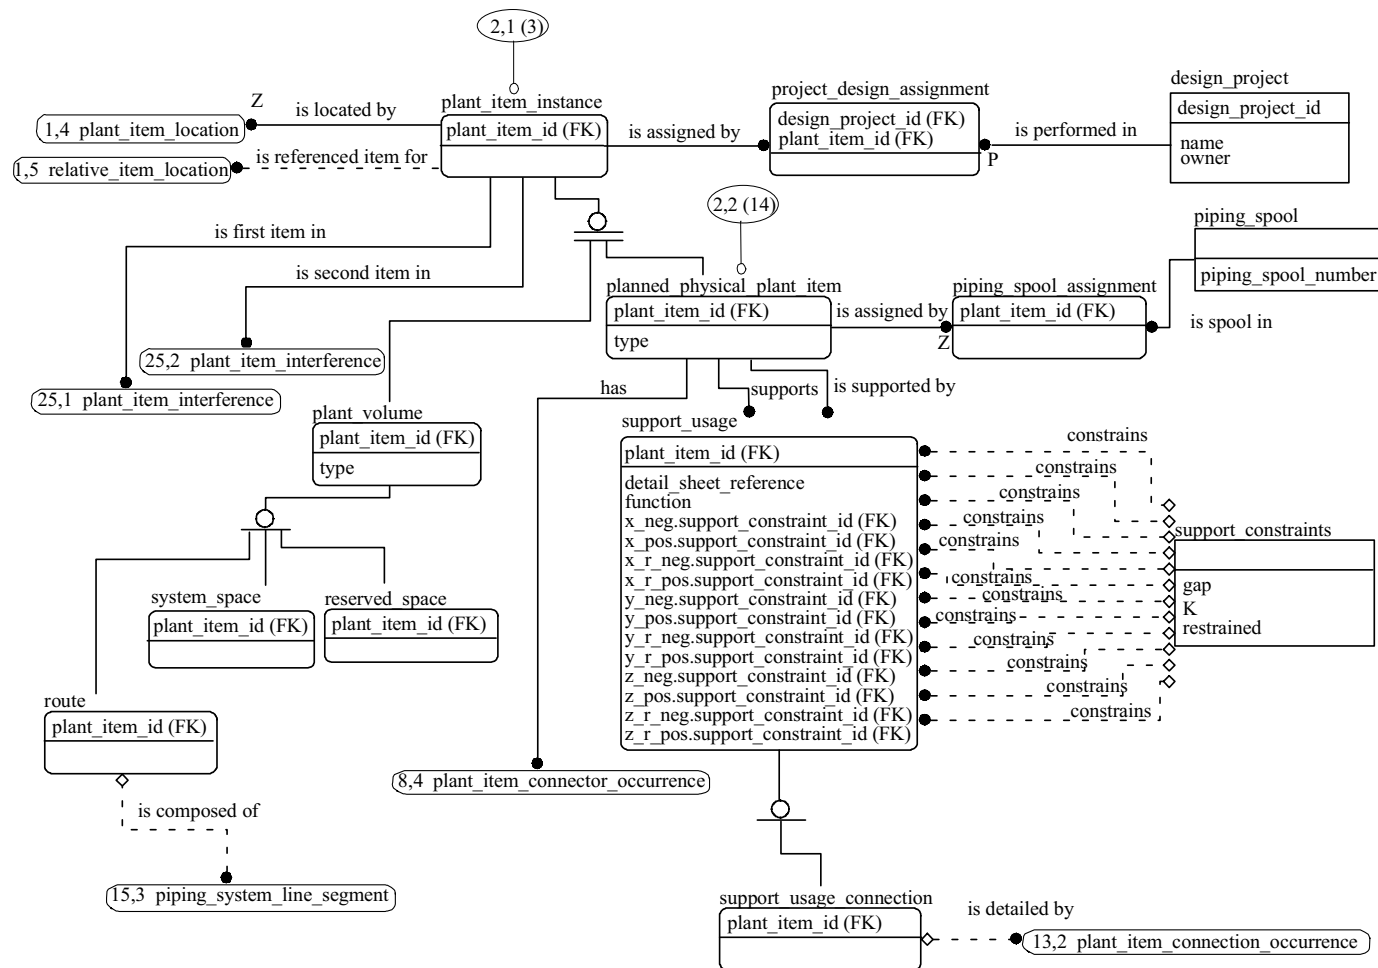 2,1 (3)
design_project
design_project_id
name
owner
project_design_assignment
design_project_id (FK)
plant_item_id (FK)
is performed in
P
plant_item_instance
plant_item_id (FK)
is assigned by
Z
is located by
1,4 plant_item_location
is referenced item for
1,5 relative_item_location
2,2 (14)
is first item in
is second item in
25,2 plant_item_interference
25,1 plant_item_interference
piping_spool
piping_spool_number
planned_physical_plant_item
plant_item_id (FK)
type
is assigned by
Z
piping_spool_assignment
plant_item_id (FK)
is spool in
has
supports
is supported by
plant_volume
plant_item_id (FK)
type
support_usage
plant_item_id (FK)
detail_sheet_reference
function
x_neg.support_constraint_id (FK)
x_pos.support_constraint_id (FK)
x_r_neg.support_constraint_id (FK)
x_r_pos.support_constraint_id (FK)
y_neg.support_constraint_id (FK)
y_pos.support_constraint_id (FK)
y_r_neg.support_constraint_id (FK)
y_r_pos.support_constraint_id (FK)
z_neg.support_constraint_id (FK)
z_pos.support_constraint_id (FK)
z_r_neg.support_constraint_id (FK)
z_r_pos.support_constraint_id (FK)
constrains
constrains
constrains
constrains
constrains
constrains
constrains
constrains
constrains
constrains
constrains
constrains
support_constraints
gap
K
restrained
system_space
plant_item_id (FK)
reserved_space
plant_item_id (FK)
route
plant_item_id (FK)
is composed of
15,3 piping_system_line_segment
8,4 plant_item_connector_occurrence
support_usage_connection
plant_item_id (FK)
is detailed by
13,2 plant_item_connection_occurrence